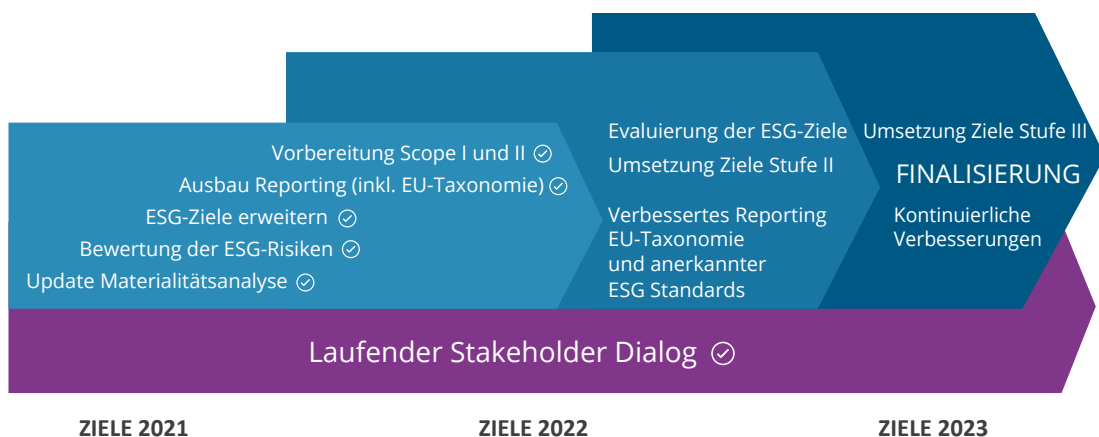 Vorbereitung Scope I und II
Ausbau Reporting (inkl. EU-Taxonomie)
ESG-Ziele erweitern
Bewertung der ESG-Risiken
Update Materialitätsanalyse
Evaluierung der ESG-Ziele
Umsetzung Ziele Stufe II
Verbessertes Reporting
EU-Taxonomie
und anerkannter
ESG Standards
Umsetzung Ziele Stufe III
FINALISIERUNG
Kontinuierliche
Verbesserungen
Laufender Stakeholder Dialog
ZIELE 2021
ZIELE 2022
ZIELE 2023